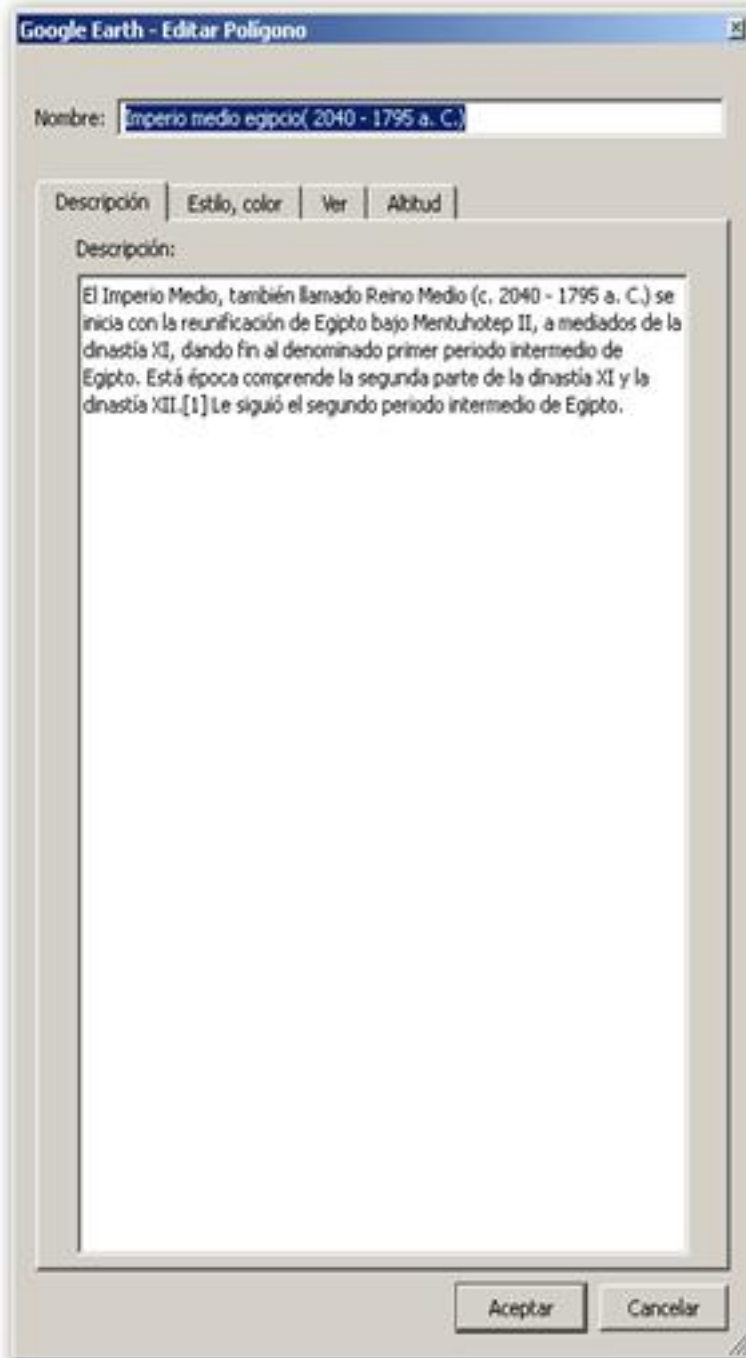 Google Earth - Editar Polígono
Nombre: Imperio medio egipcio( 2040 - 1795 a. C.)
Descripción Estilo, color Ver Altitud
Descripción:
El Imperio Medio, también llamado Reino Medio (c. 2040 - 1795 a. C.) se
inicia con la reunificación de Egipto bajo Mentuhotep II, a mediados de la
dinastía XI, dando fin al denominado primer periodo intermedio de
Egipto. Está época comprende la segunda parte de la dinastía XI y la
dinastía XII.[1] Le siguió el segundo periodo intermedio de Egipto.
Aceptar Cancelar